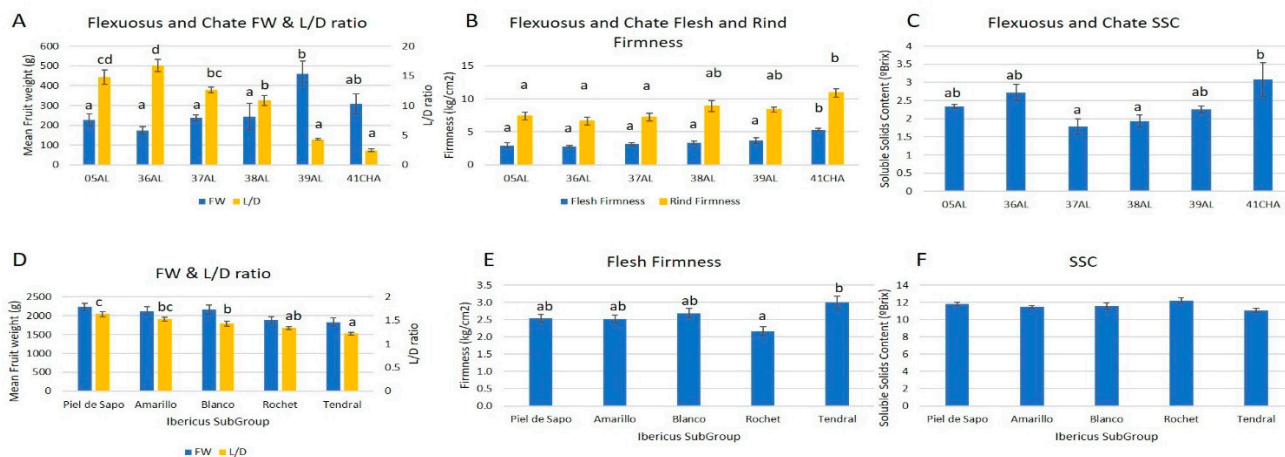 A
Flexuosus and Chate FW & L/D ratio
Mean Fruit weight (g)
600
500
400
300
200
100
0
20
15
10
5
0
L/D ratio
a cd a d a bc a ab b a ab a
05AL 36AL 37AL 38AL 39AL 41CHA
FW L/D
B
Flexuosus and Chate Flesh and Rind
Firmness
Firmness (kg/cm2)
15
10
5
0
a a a ab ab b
a a a a a b
05AL 36AL 37AL 38AL 39AL 41CHA
Flesh Firmness Rind Firmness
C
Flexuosus and Chate SSC
Soluble Solids Content (ºBrix)
4
3.5
3
2.5
2
1.5
1
0.5
0
ab ab a a ab b
05AL 36AL 37AL 38AL 39AL 41CHA
D
FW & L/D ratio
Mean Fruit weight (g)
2500
2000
1500
1000
500
0
2
1.5
1
0.5
0
L/D ratio
c bc b ab a
Piel de Sapo Amarillo Blanco Rochet Tendral
Ibericus SubGroup
FW L/D
E
Flesh Firmness
Firmness (kg/cm2)
3.5
3.0
2.5
2.0
1.5
1.0
0.5
0.0
ab ab ab a b
Piel de Sapo Amarillo Blanco Rochet Tendral
Ibericus SubGroup
F
SSC
Soluble Solids Content (ºBrix)
14
12
10
8
6
4
2
0
Piel de Sapo Amarillo Blanco Rochet Tendral
Ibericus SubGroup